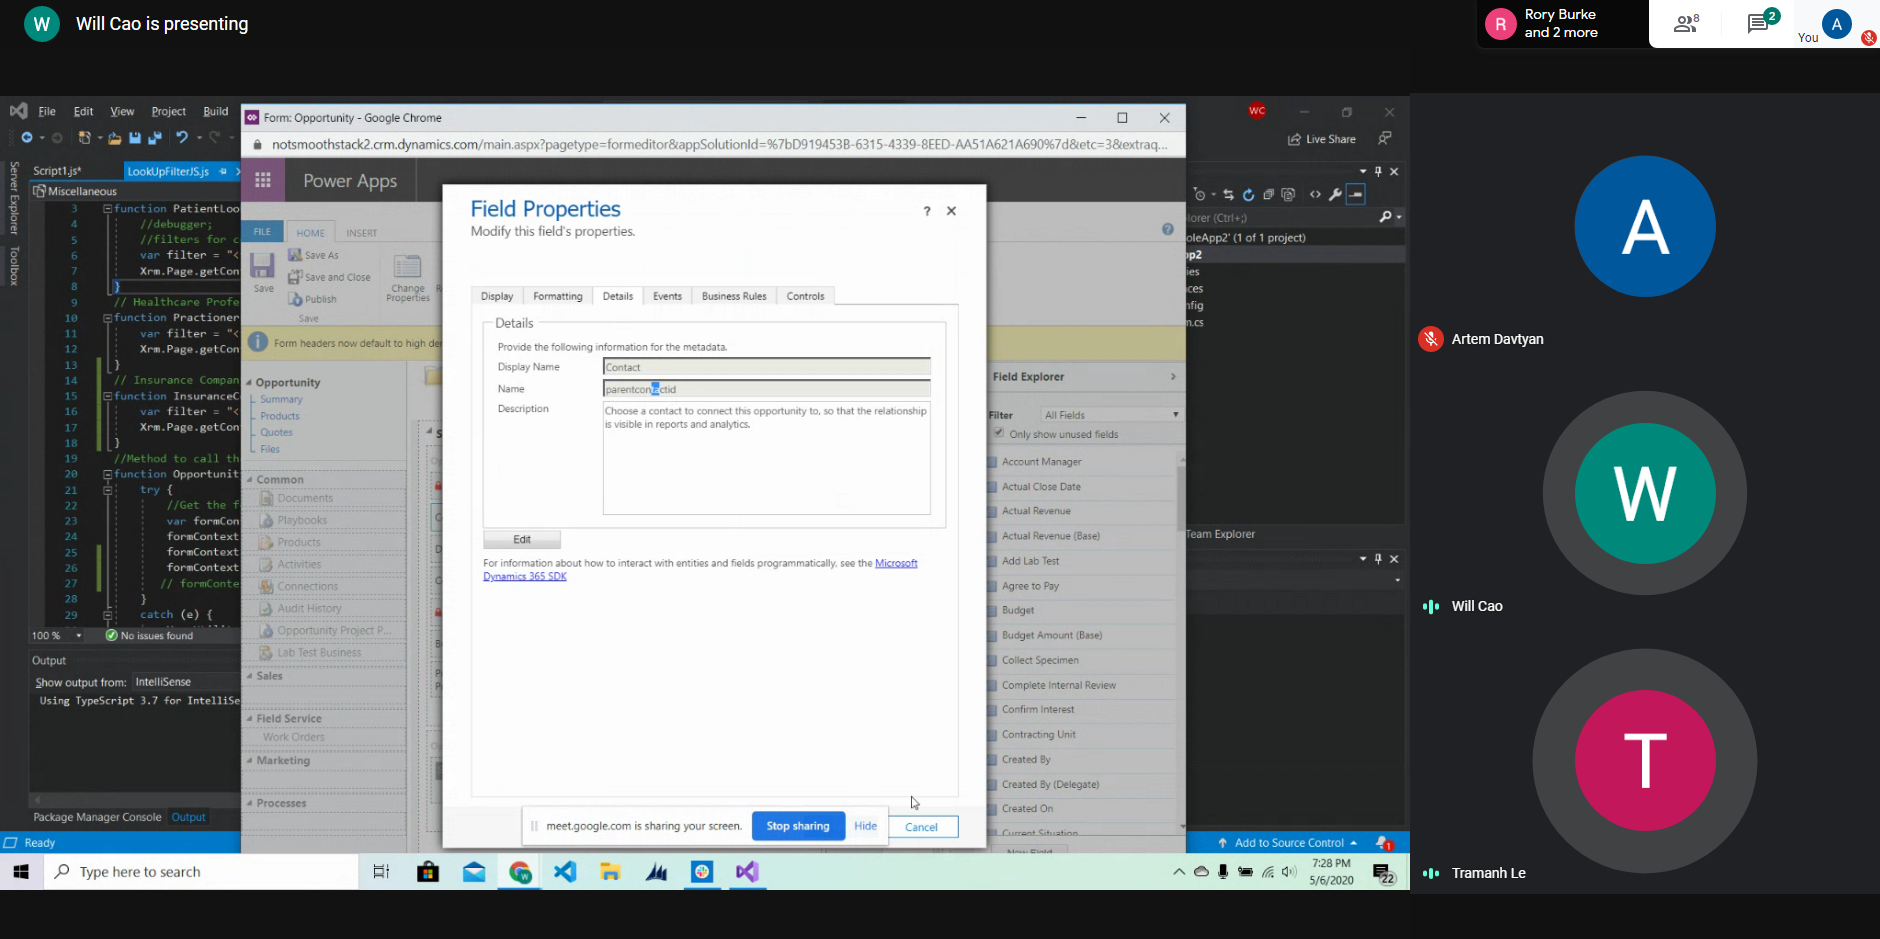 W Will Cao is presenting
R Rory Burke
and 2 more
8
2
You A
File Edit View Project Build
Form: Opportunity - Google Chrome
WC
notsmoothstack2.crm.dynamics.com/main.aspx?pagetype=formeditor&appSolutionId=%7bD919453B-6315-4339-8EED-AA51A621A690%7d&etc=3&extraq...
Live Share
Server Explorer
Toolbox
Script1.js*
LookUpFilterJS.js
Miscellaneous
3 function PatientLoo
4 //debugger;
5 //filters for c
6 var filter = "<
7 Xrm.Page.getCon
8 }
9 // Healthcare Profe
10 function Practioner
11 var filter = "<
12 Xrm.Page.getCon
13 }
14 // Insurance Compan
15 function InsuranceC
16 var filter = "<
17 Xrm.Page.getCon
18 }
19 //Method to call th
20 function Opportunit
21 try {
22 //Get the f
23 var formCon
24 formContext
25 formContext
26 formContext
27 // formConte
28 }
29 catch (e) {
100 %
No issues found
Output
Show output from: IntelliSense
Using TypeScript 3.7 for IntelliSe
Package Manager Console Output
Ready
Power Apps
FILE HOME INSERT
Save
Save As
Save and Close
Publish
Save
Change
Properties
Form headers now default to high den
Opportunity
Summary
Products
Quotes
Files
Common
Documents
Playbooks
Products
Activities
Connections
Audit History
Opportunity Project P...
Lab Test Business
Sales
Field Service
Work Orders
Marketing
Processes
Field Properties
Modify this field's properties.
? 
Display Formatting Details Events Business Rules Controls
Details
Provide the following information for the metadata.
Display Name Contact
Name parentcontactid
Description Choose a contact to connect this opportunity to, so that the relationship
is visible in reports and analytics.
Edit
For information about how to interact with entities and fields programmatically, see the Microsoft
Dynamics 365 SDK
meet.google.com is sharing your screen. Stop sharing Hide
Cancel
Field Explorer
Filter All Fields
Only show unused fields
Account Manager
Actual Close Date
Actual Revenue
Actual Revenue (Base)
Add Lab Test
Agree to Pay
Budget
Budget Amount (Base)
Collect Specimen
Complete Internal Review
Confirm Interest
Contracting Unit
Created By
Created By (Delegate)
Created On
Current Situation
New Field
lorer (Ctrl+;)
oleApp2' (1 of 1 project)
pp2
ies
nces
nfig
n.cs
Team Explorer
Add to Source Control
1
Type here to search
7:28 PM
5/6/2020
22
A
Artem Davtyan
W
Will Cao
T
Tramanh Le